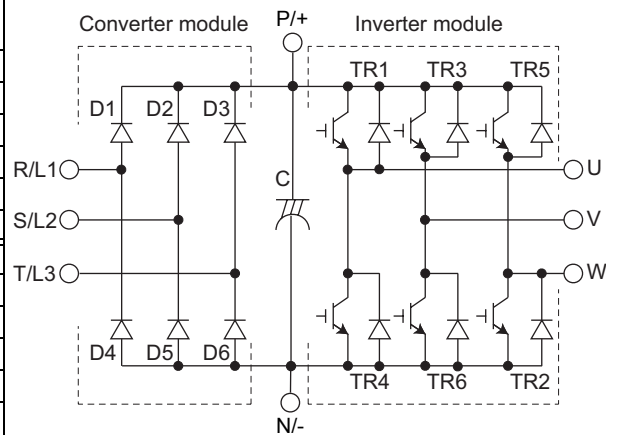 Converter module
P/+
Inverter module
TR1
TR3
TR5
D1
D2
D3
R/L1
C
U
S/L2
V
T/L3
W
D4
D5
D6
TR4
TR6
TR2
N/-